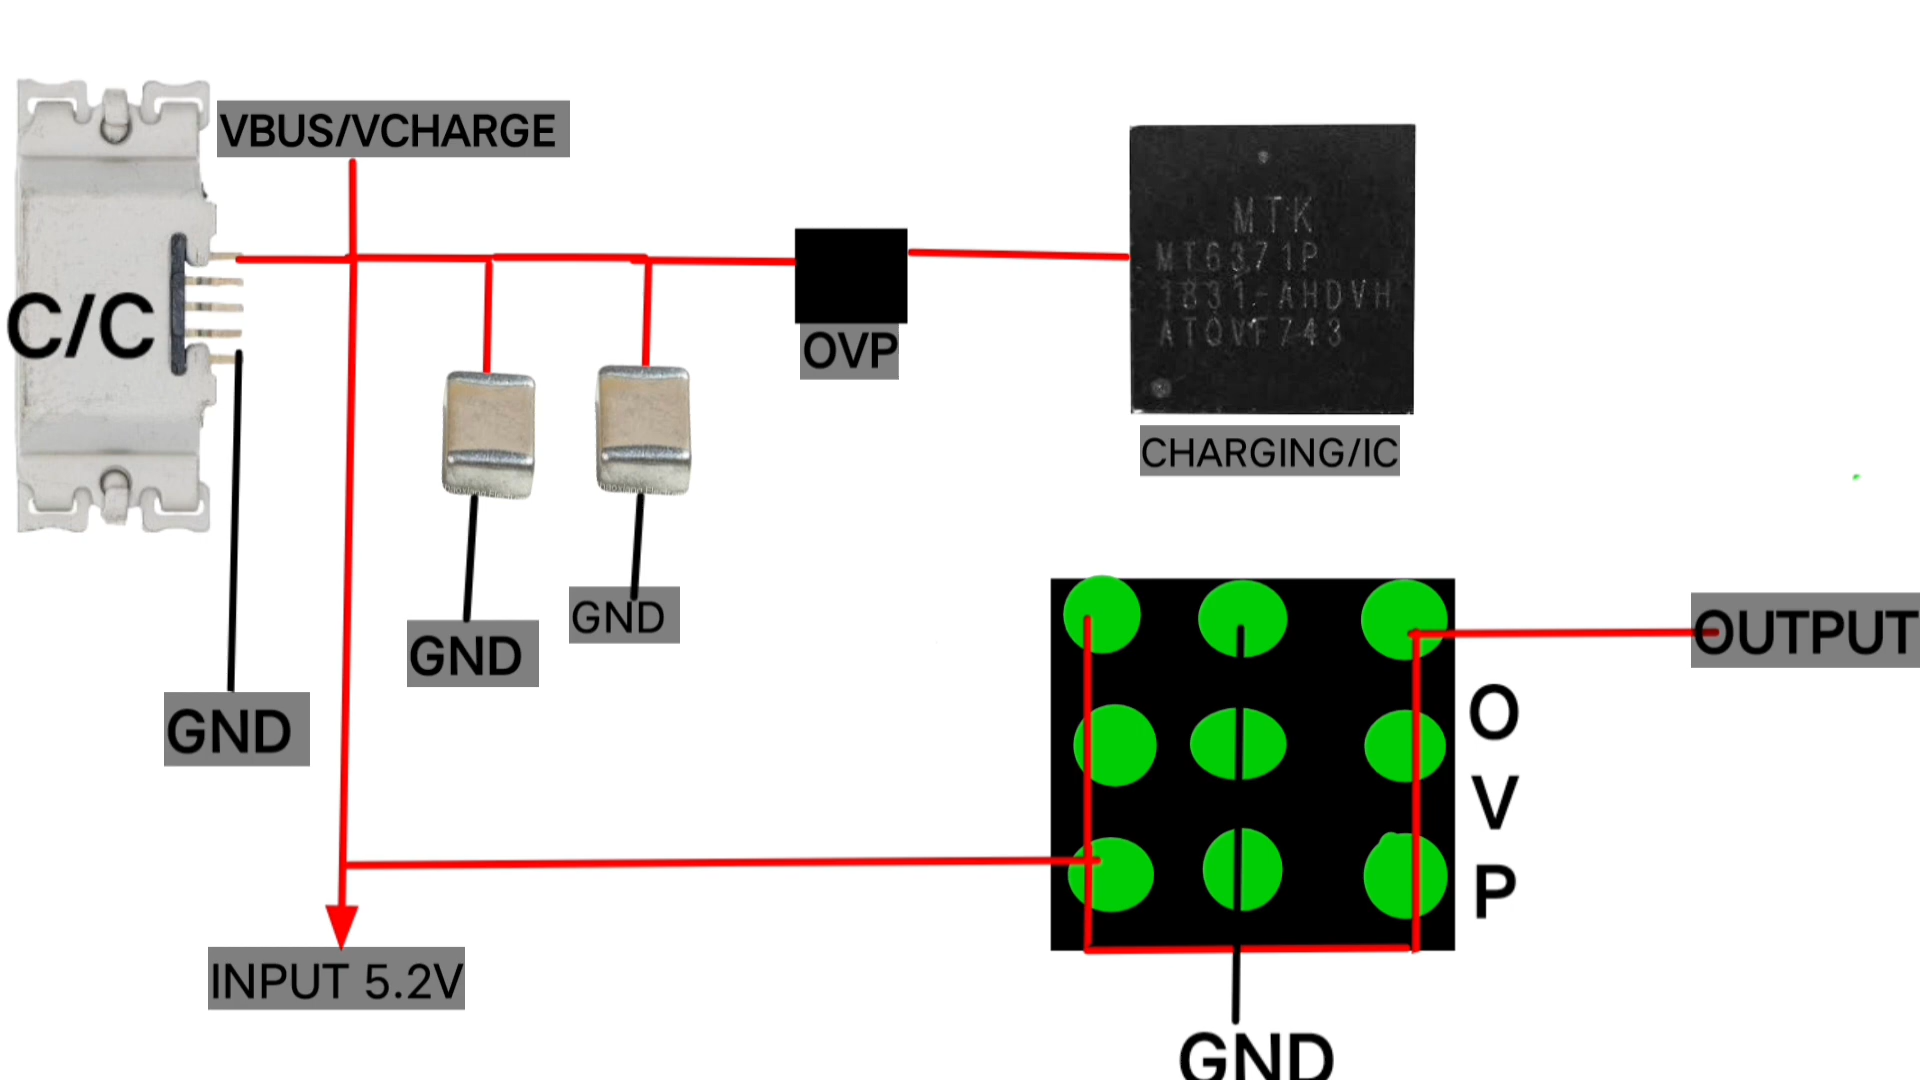 VBUS/VCHARGE
C/C
OVP
MTK
MT6371P
1831-AHDVH
ATQVF743
CHARGING/IC
GND
GND
GND
OUTPUT
O
V
P
INPUT 5.2V
GND